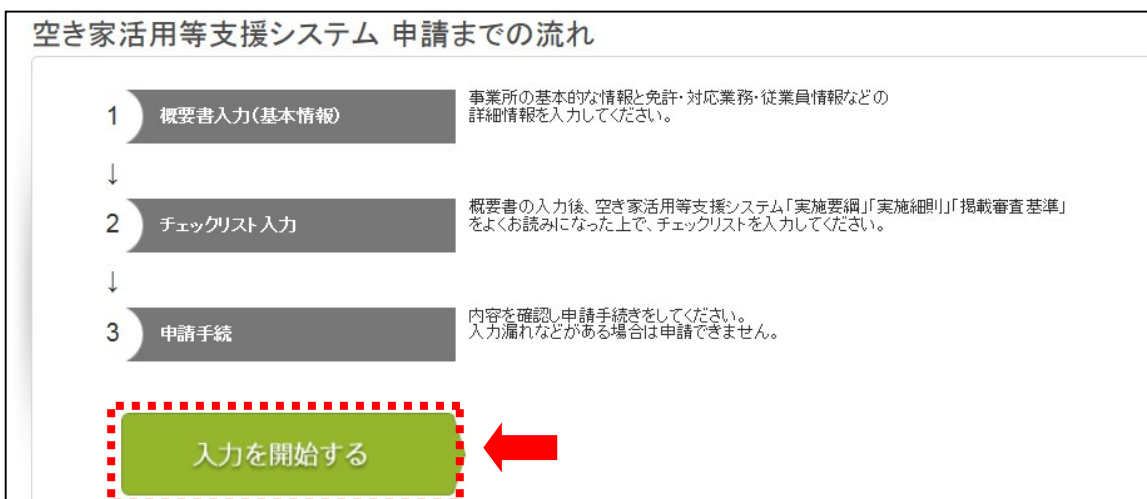 空き家活用等支援システム 申請までの流れ
1 概要書入力(基本情報)
事業所の基本的な情報と免許・対応業務・従業員情報などの
詳細情報を入力してください。
↓
2 チェックリスト入力
概要書の入力後、空き家活用等支援システム「実施要綱」「実施細則」「掲載審査基準」
をよくお読みになった上で、チェックリストを入力してください。
↓
3 申請手続
内容を確認し申請手続きをしてください。
入力漏れなどがある場合は申請できません。
入力を開始する